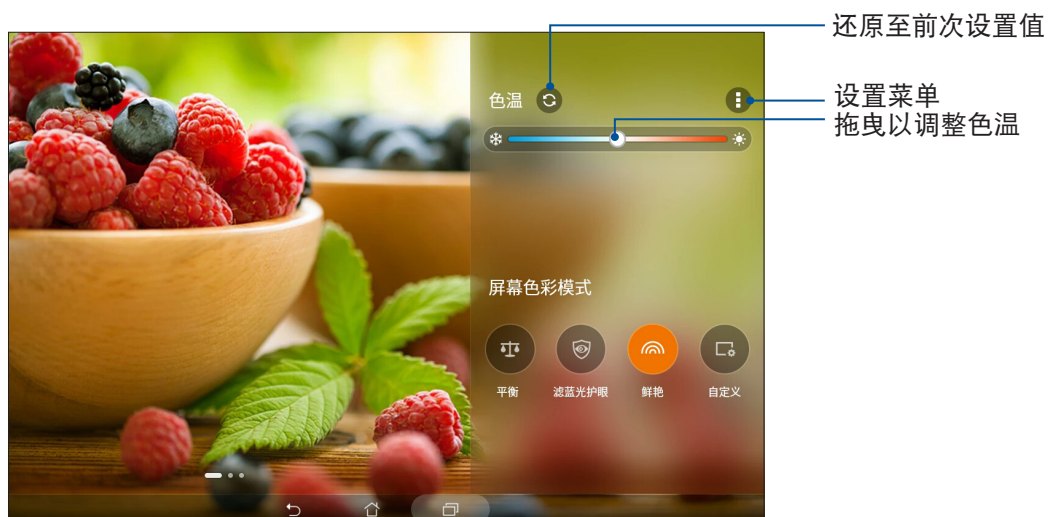 还原至前次设置值
色温
设置菜单
拖曳以调整色温
屏幕色彩模式
平衡
滤蓝光护眼
鲜艳
自定义